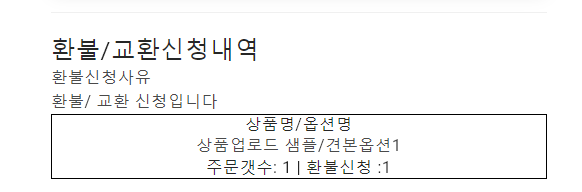 환불/교환신청내역
환불신청사유
환불/ 교환 신청입니다
상품명/옵션명
상품업로드 샘플/견본옵션1
주문갯수: 1 | 환불신청 :1